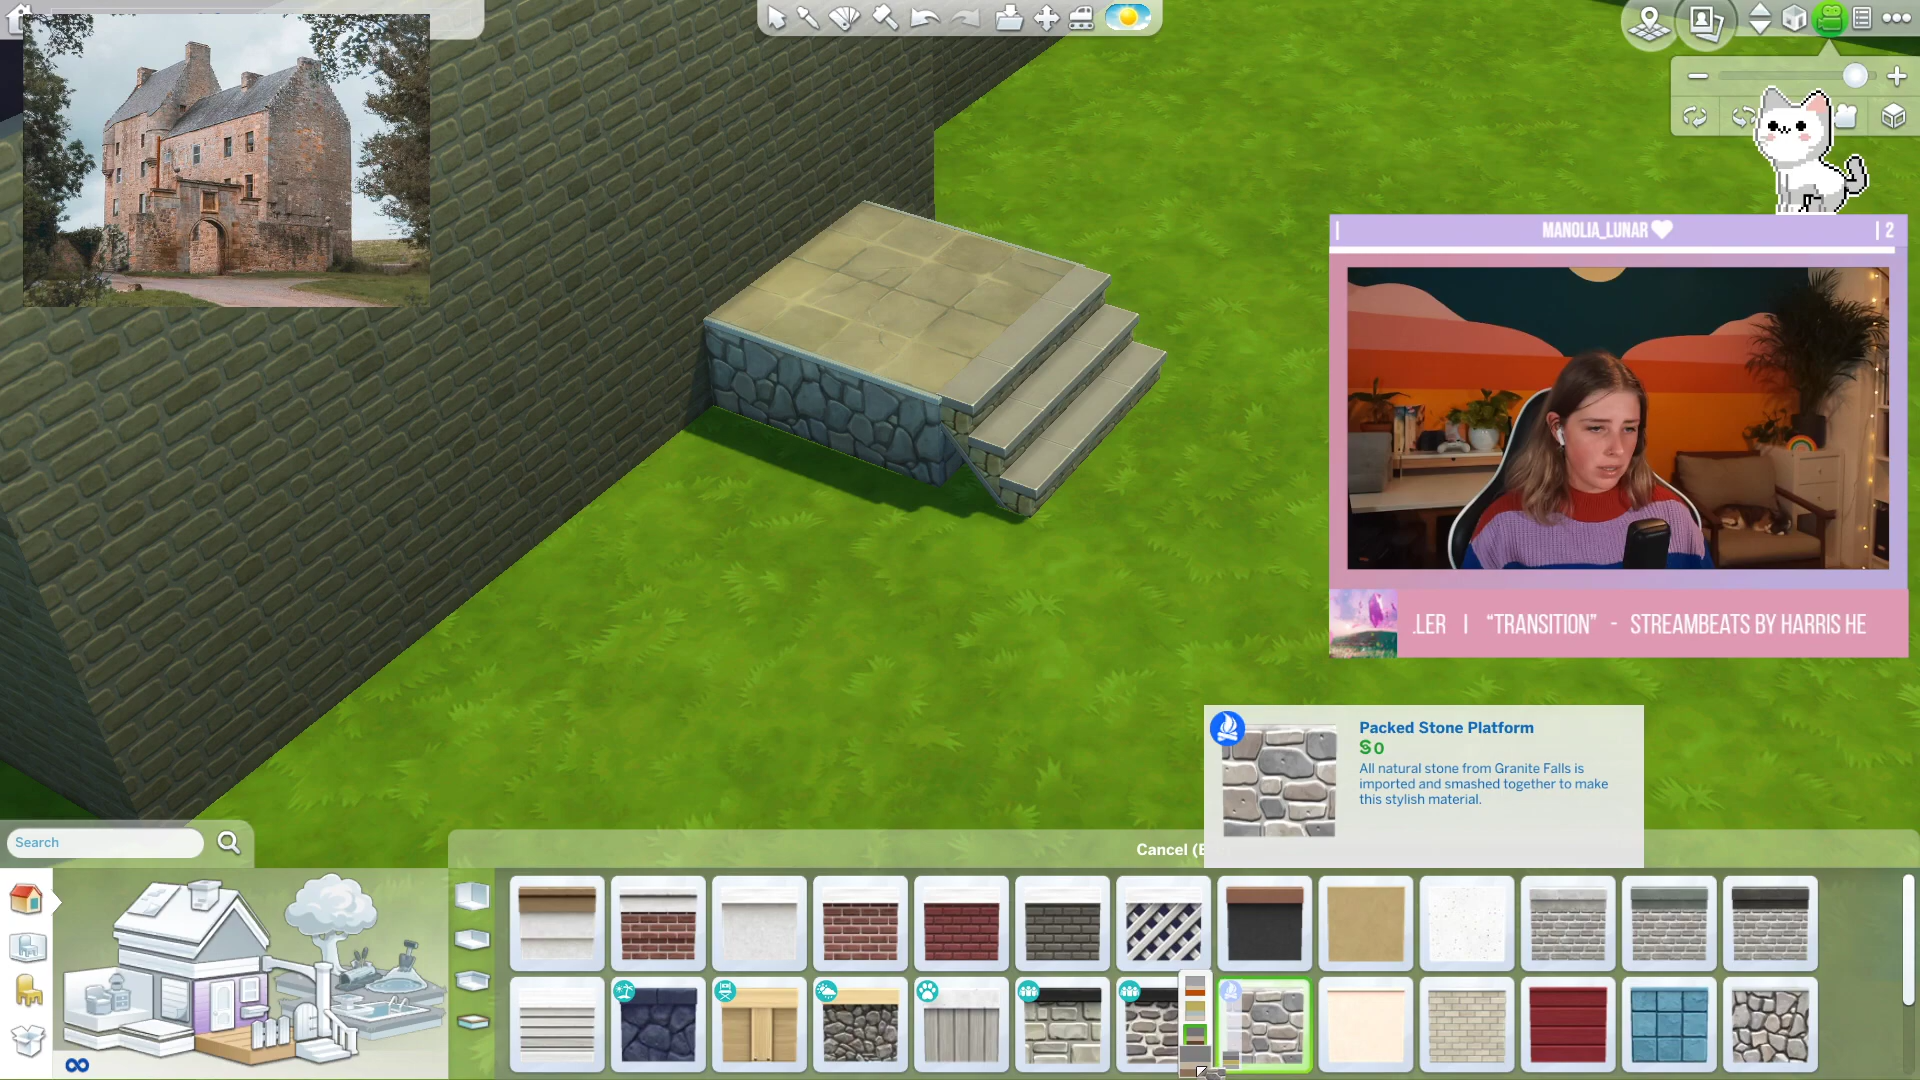 MANOLIA_LUNAR
2
.LER | “TRANSITION” - STREAMBEATS BY HARRIS HE
Packed Stone Platform
§0
All natural stone from Granite Falls is
imported and smashed together to make
this stylish material.
Search
Cancel (E